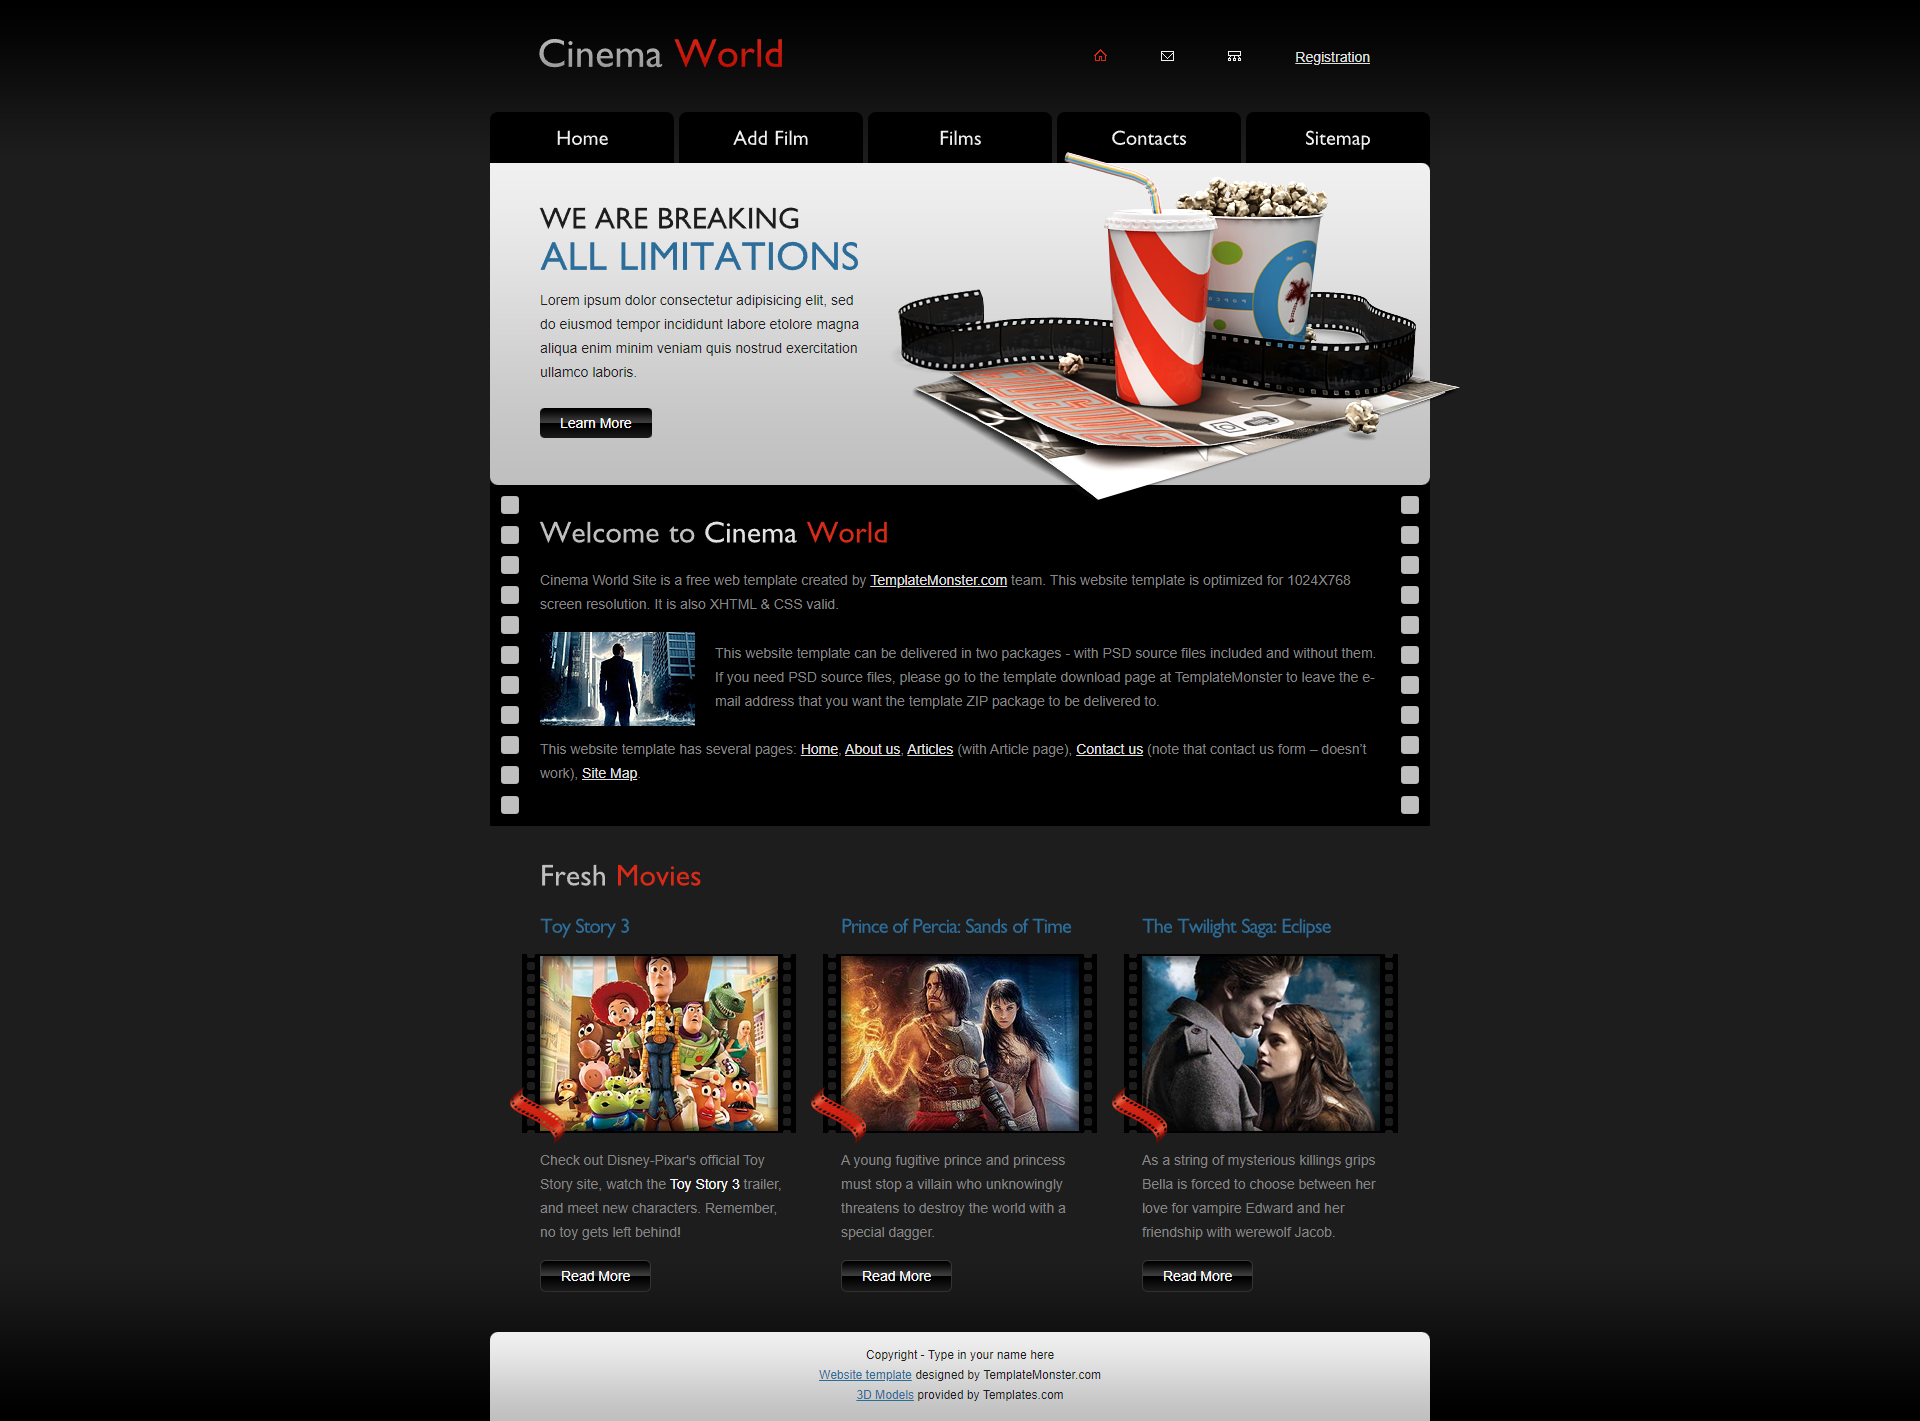 Cinema World
Registration
Home
Add Film
Films
Contacts
Sitemap
WE ARE BREAKING
ALL LIMITATIONS
Lorem ipsum dolor consectetur adipisicing elit, sed
do eiusmod tempor incididunt labore etolore magna
aliqua enim minim veniam quis nostrud exercitation
ullamco laboris.
Learn More
Welcome to Cinema World
Cinema World Site is a free web template created by TemplateMonster.com team. This website template is optimized for 1024X768
screen resolution. It is also XHTML & CSS valid.
This website template can be delivered in two packages - with PSD source files included and without them.
If you need PSD source files, please go to the template download page at TemplateMonster to leave the e-
mail address that you want the template ZIP package to be delivered to.
This website template has several pages: Home, About us, Articles (with Article page), Contact us (note that contact us form – doesn’t
work), Site Map.
Fresh Movies
Toy Story 3
Check out Disney-Pixar's official Toy
Story site, watch the Toy Story 3 trailer,
and meet new characters. Remember,
no toy gets left behind!
Read More
Prince of Percia: Sands of Time
A young fugitive prince and princess
must stop a villain who unknowingly
threatens to destroy the world with a
special dagger.
Read More
The Twilight Saga: Eclipse
As a string of mysterious killings grips
Bella is forced to choose between her
love for vampire Edward and her
friendship with werewolf Jacob.
Read More
Copyright - Type in your name here
Website template designed by TemplateMonster.com
3D Models provided by Templates.com